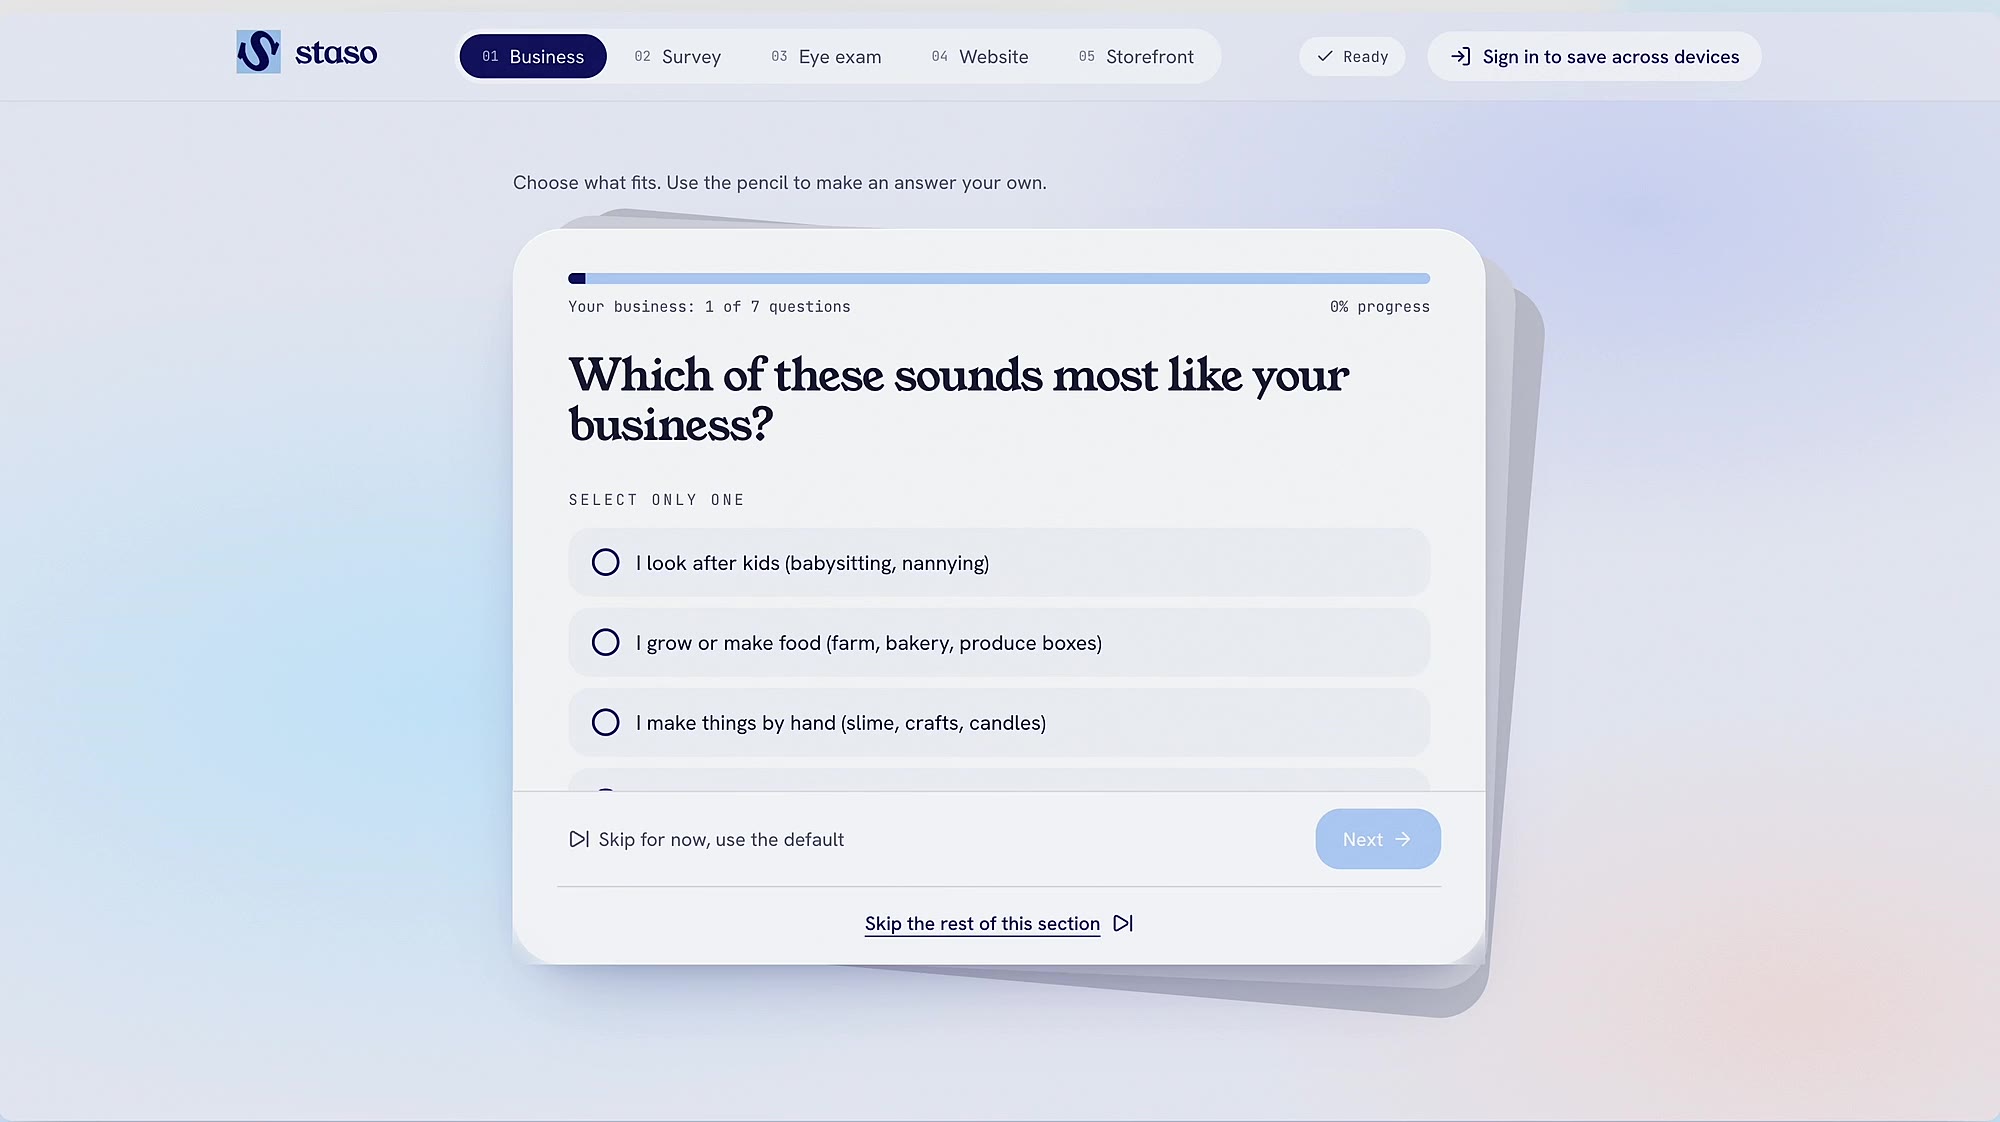 staso
01 Business
02 Survey
03 Eye exam
04 Website
05 Storefront
Ready
Sign in to save across devices
Choose what fits. Use the pencil to make an answer your own.
Your business: 1 of 7 questions
0% progress
Which of these sounds most like your
business?
SELECT ONLY ONE
I look after kids (babysitting, nannying)
I grow or make food (farm, bakery, produce boxes)
I make things by hand (slime, crafts, candles)
Skip for now, use the default
Next
Skip the rest of this section